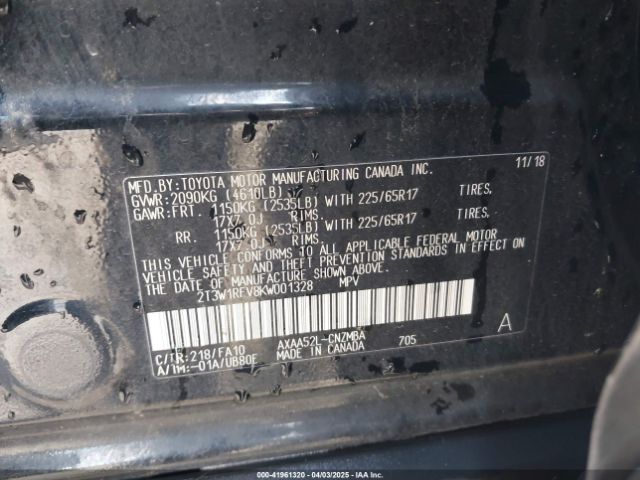 MFD.BY:TOYOTA MOTOR MANUFACTURING CANADA INC. 11/18
GVWR:2090KG (4610LB)
GAWR:FRT. 1150KG (2535LB) WITH 225/65R17 TIRES,
17X7.0J RIMS.
RR. 1150KG (2535LB) WITH 225/65R17 TIRES,
17X7.0J RIMS.
THIS VEHICLE CONFORMS TO ALL APPLICABLE FEDERAL MOTOR
VEHICLE SAFETY AND THEFT PREVENTION STANDARDS IN EFFECT ON
THE DATE OF MANUFACTURE SHOWN ABOVE.
2T3W1RFV8KW001328 MPV
C/TR:218/FA10 AXAA52L-CNZMBA 705 A
A/TM:-01A/UB80E MADE IN CANADA
000-41961320 04/03/2025 - IAA Inc.